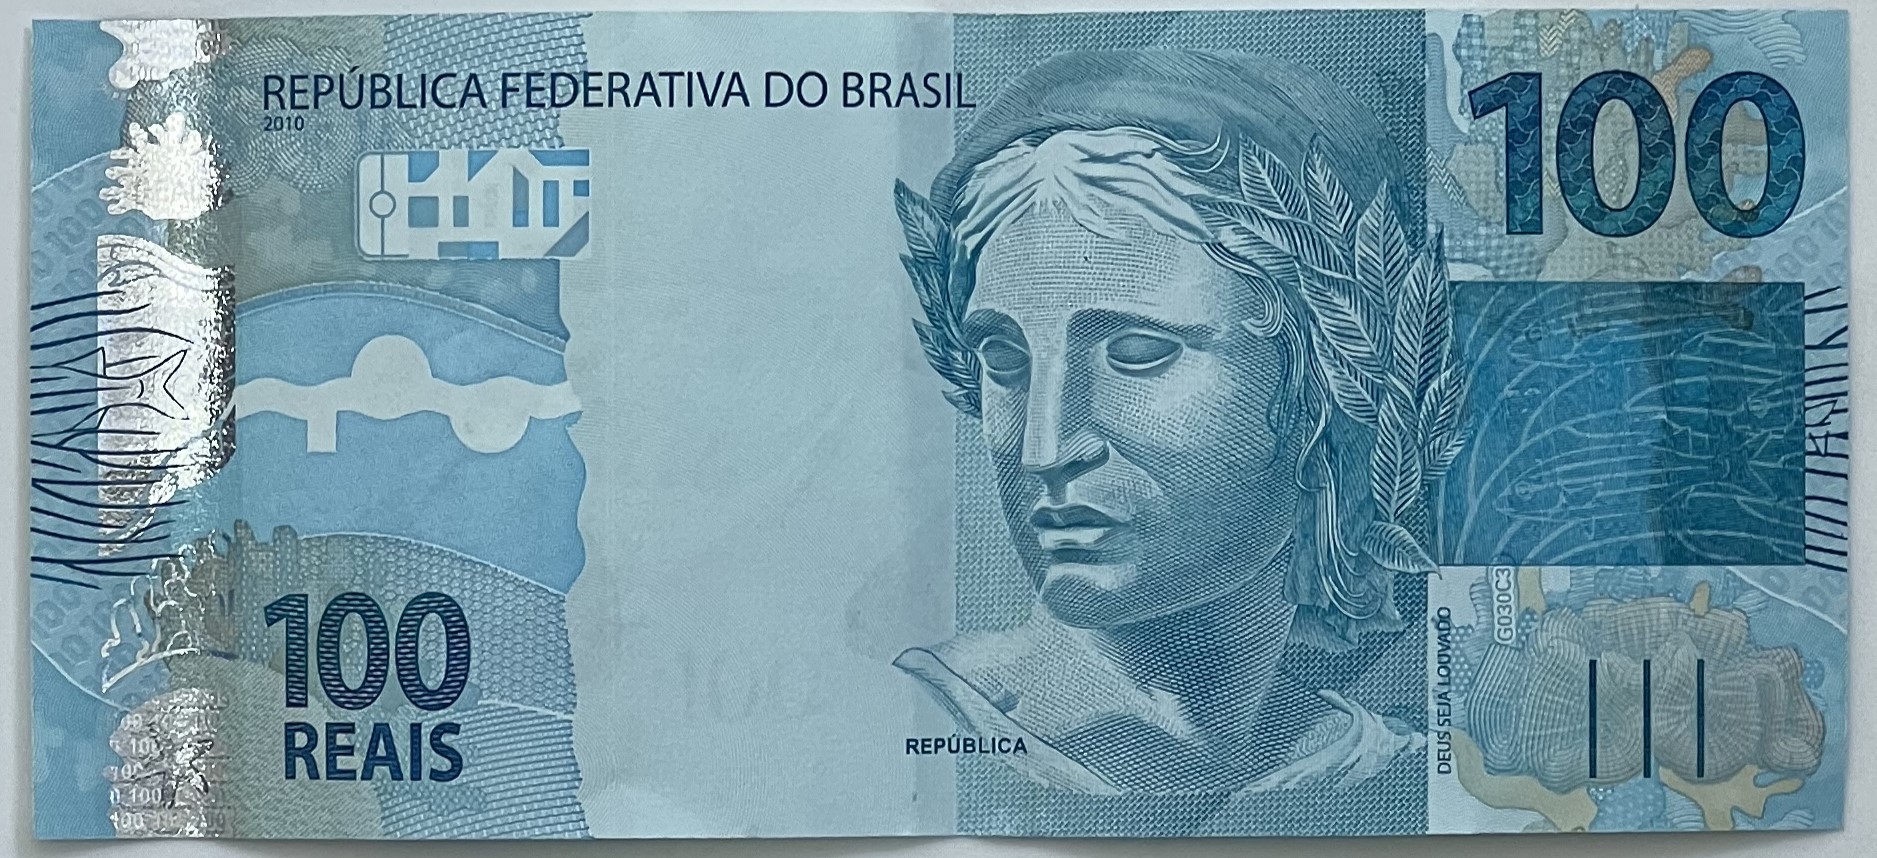 REPÚBLICA FEDERATIVA DO BRASIL
2010
100
G030C3
DEUS SEJA LOUVADO
100
REAIS
REPÚBLICA